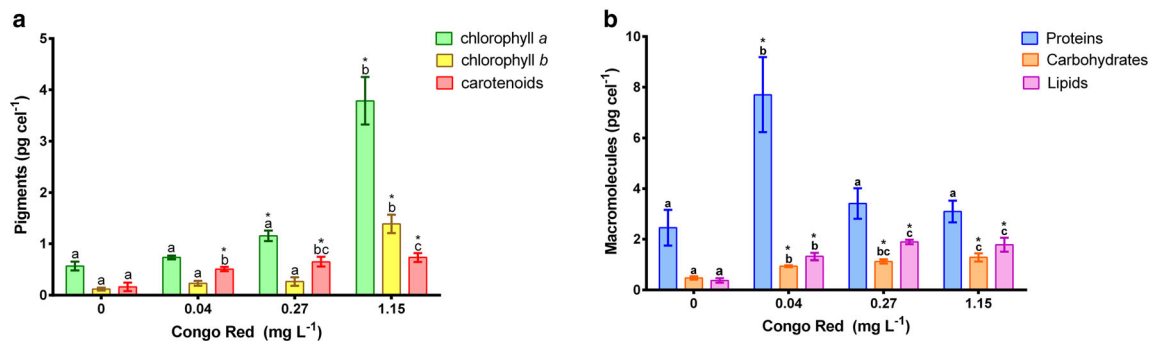 a
Pigments (pg cel⁻¹)
5
4
3
2
1
0
a
a
a
a
a
*
b
*
a
a
*
bc
*
b
*
b
*
c
0
0.04
0.27
1.15
Congo Red (mg L⁻¹)
chlorophyll a
chlorophyll b
carotenoids
b
Macromolecules (pg cel⁻¹)
10
8
6
4
2
0
a
a
a
*
b
*
b
*
b
a
*
bc
*
c
a
*
c
*
c
0
0.04
0.27
1.15
Congo Red (mg L⁻¹)
Proteins
Carbohydrates
Lipids